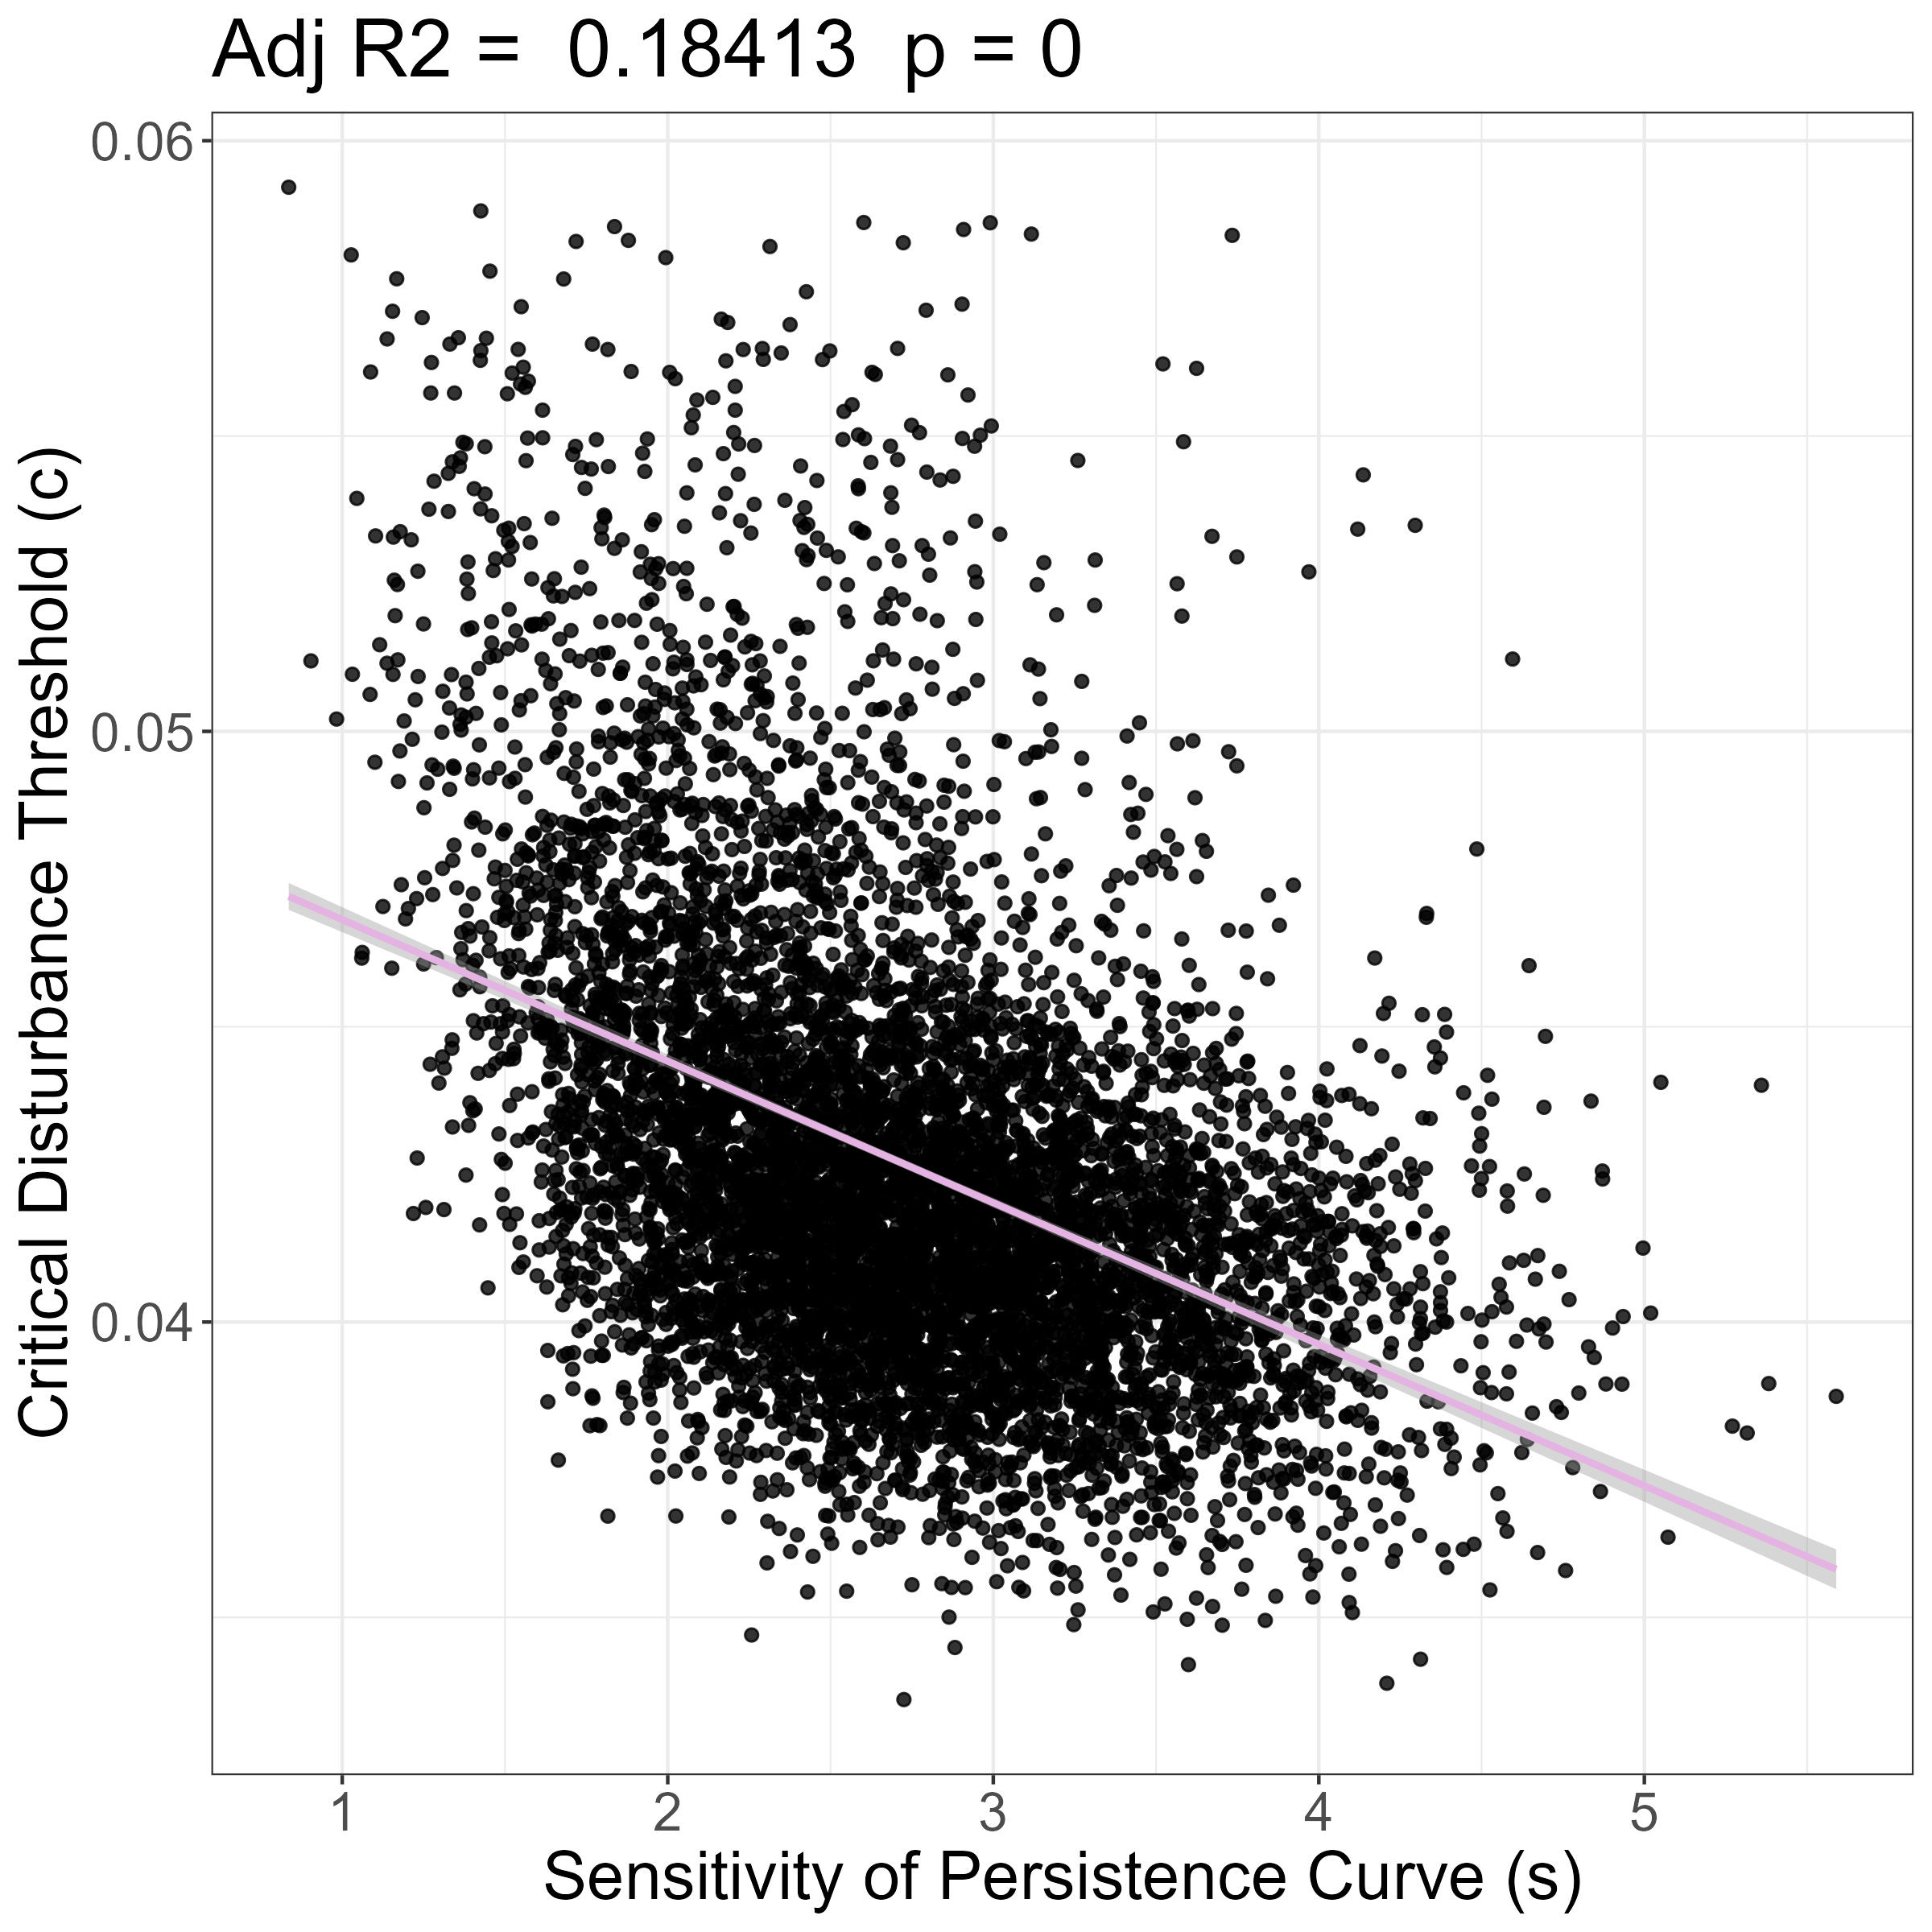 Adj R2 =  0.18413  p = 0
Critical Disturbance Threshold (c)
0.06
0.05
0.04
1 2 3 4 5
Sensitivity of Persistence Curve (s)